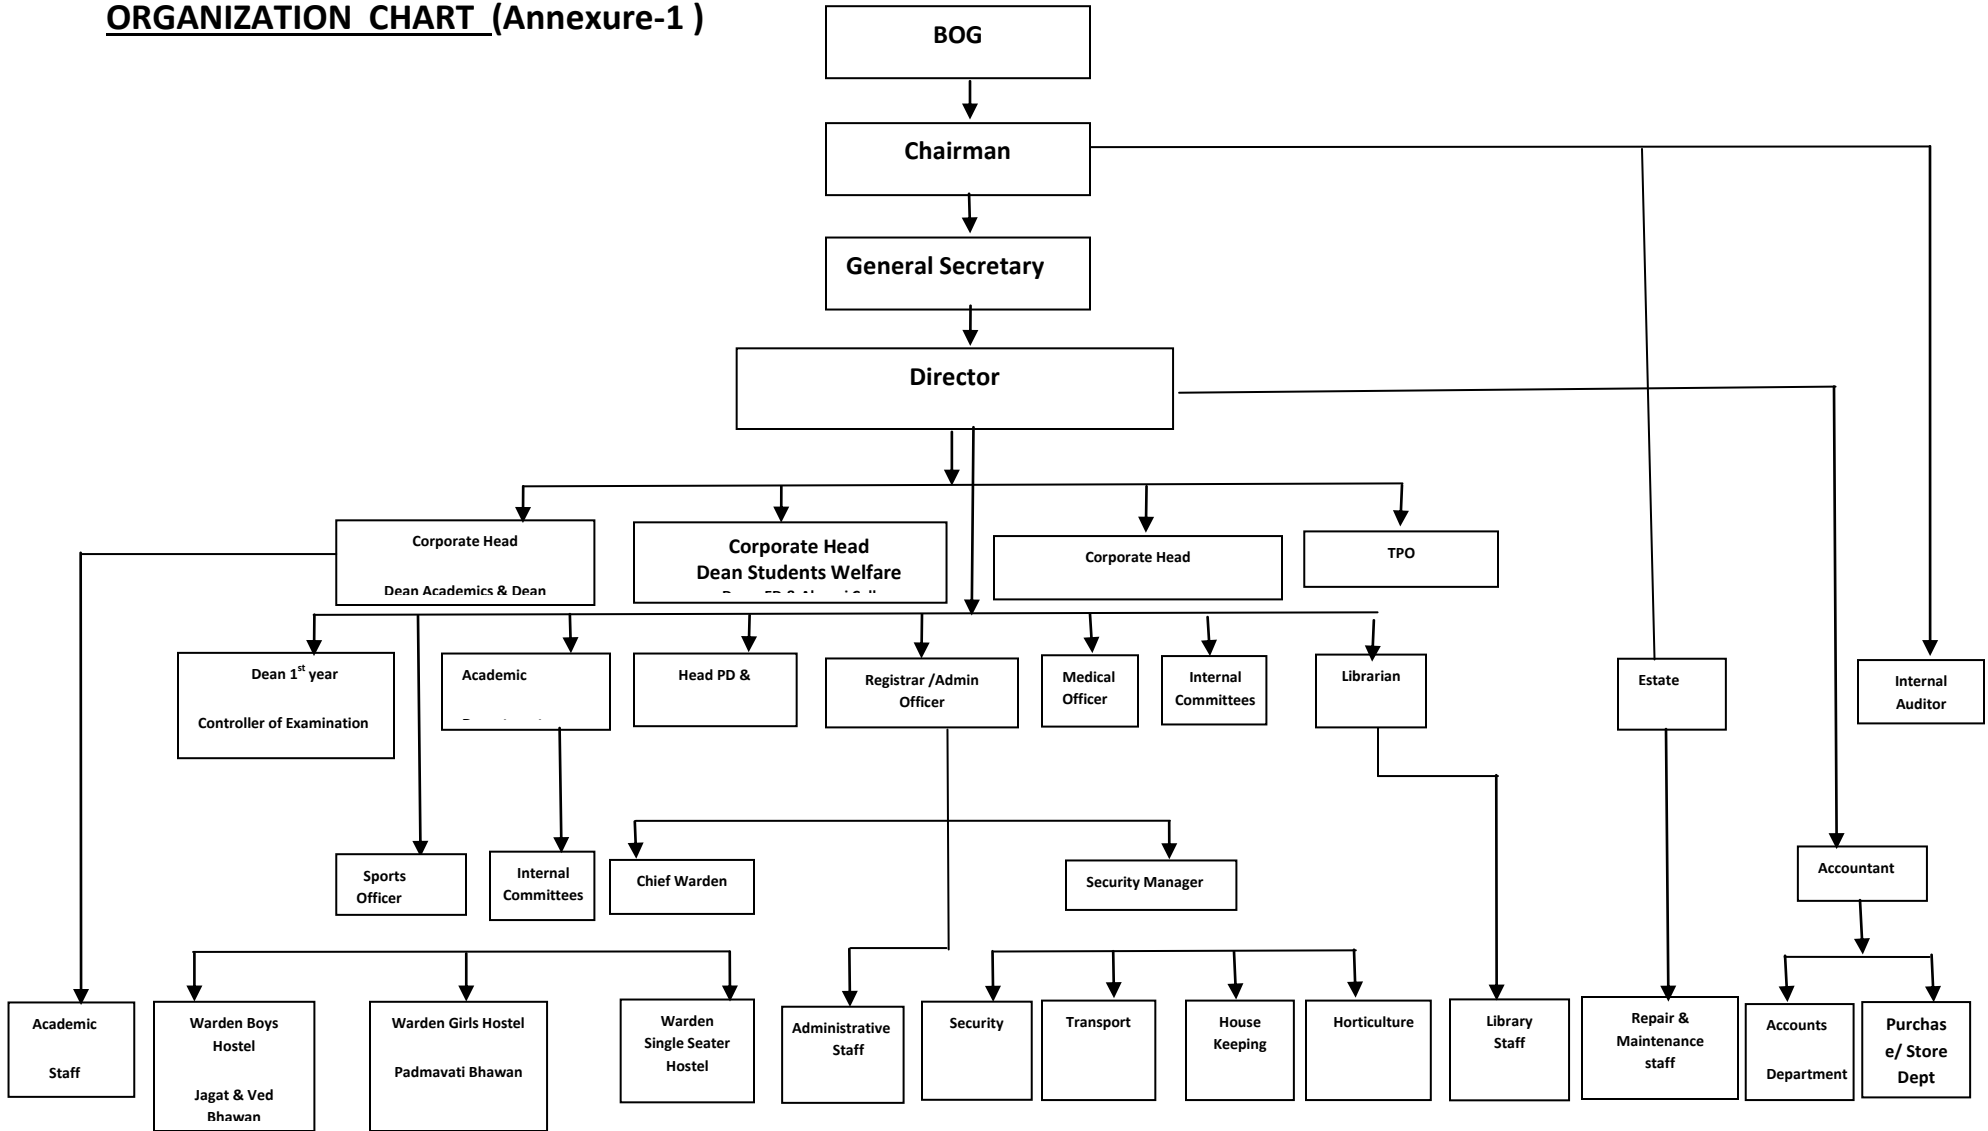 ORGANIZATION CHART (Annexure-1 )
BOG
Chairman
General Secretary
Director
Corporate Head
Dean Academics & Dean
Corporate Head
Dean Students Welfare
Corporate Head
TPO
Dean 1st year
Controller of Examination
Academic
Head PD &
Registrar /Admin
Officer
Medical
Officer
Internal
Committees
Librarian
Estate
Internal
Auditor
Sports
Officer
Internal
Committees
Chief Warden
Security Manager
Accountant
Academic
Staff
Warden Boys
Hostel
Jagat & Ved
Bhawan
Warden Girls Hostel
Padmavati Bhawan
Warden
Single Seater
Hostel
Administrative
Staff
Security
Transport
House
Keeping
Horticulture
Library
Staff
Repair &
Maintenance
staff
Accounts
Department
Purchas
e/ Store
Dept